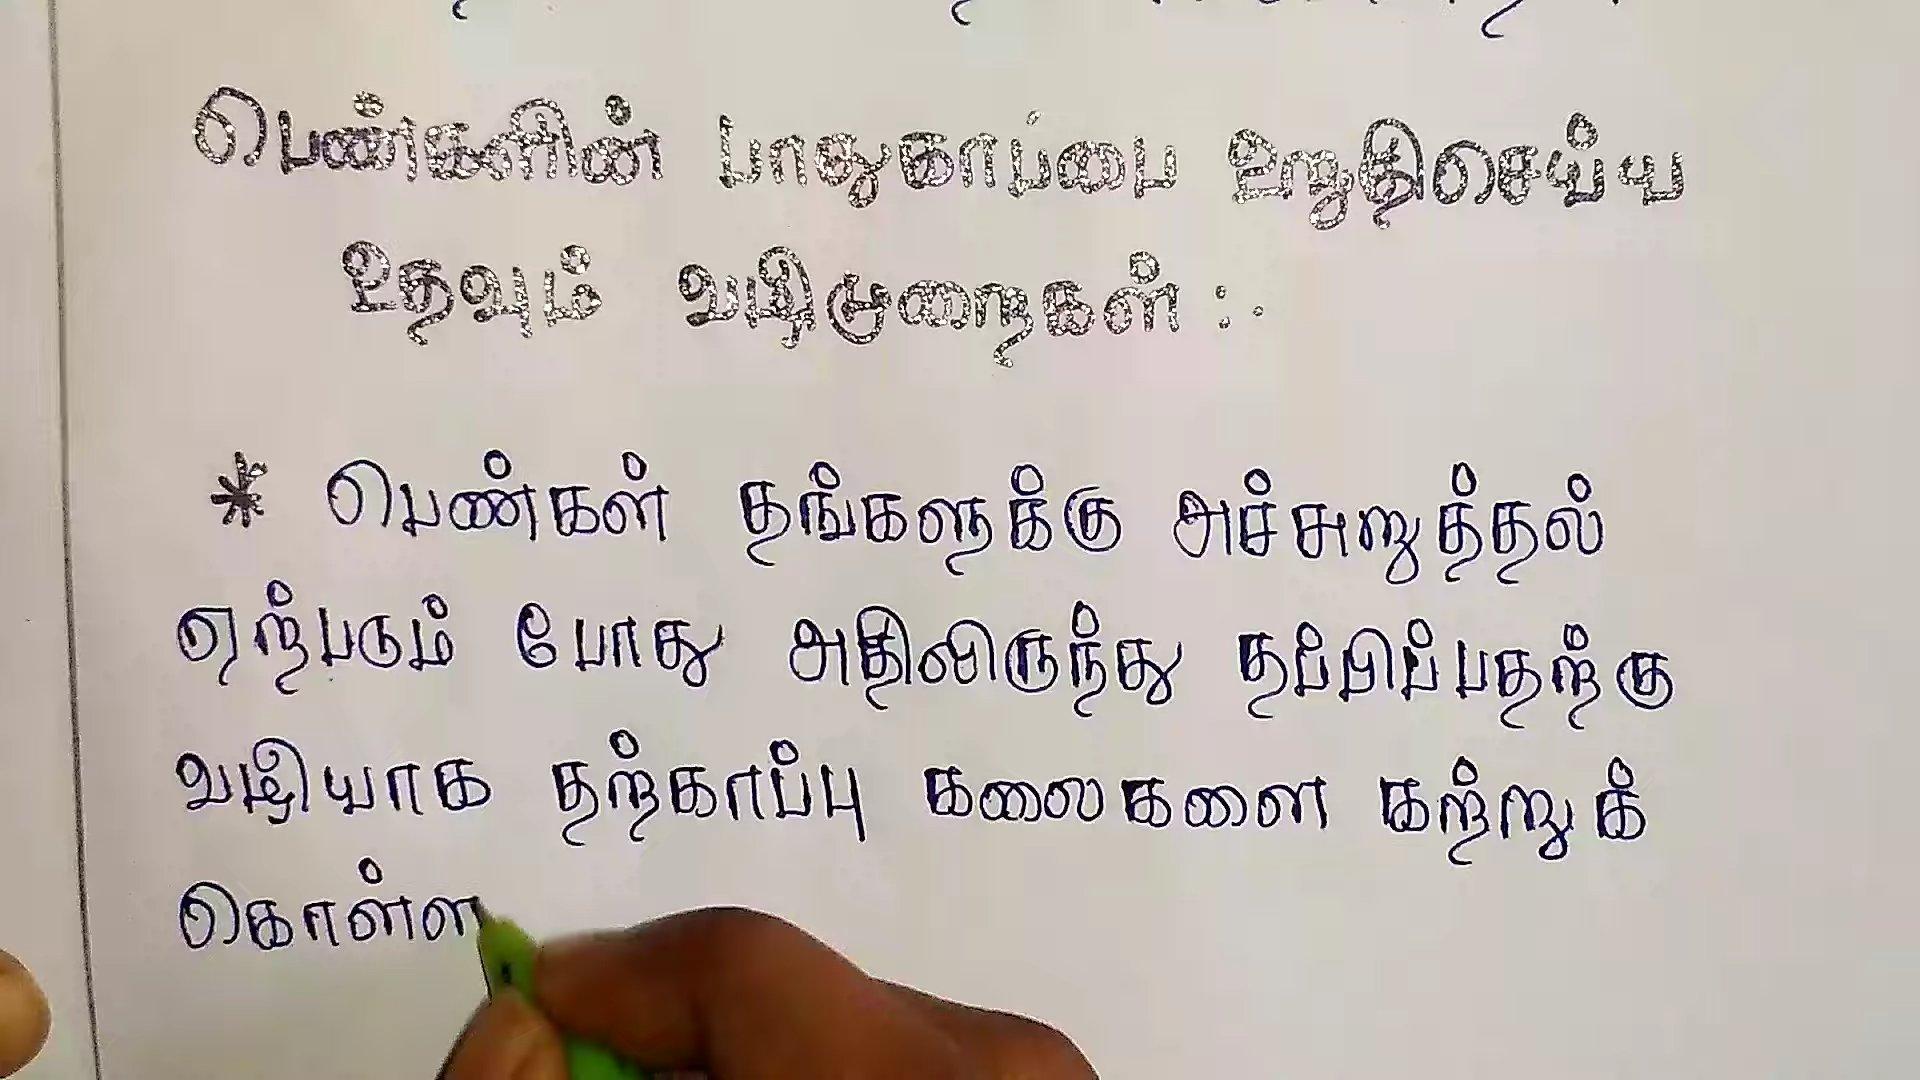 பெண்களின் பாதுகாப்பை உறுதிசெய்ய
உதவும் வழிமுறைகள் :-
* பெண்கள் தங்களுக்கு அச்சுறுத்தல்
ஏற்படும் போது அதிலிருந்து தப்பிப்பதற்கு
வழியாக தற்காப்பு கலைகளை கற்றுக்
கொள்ள